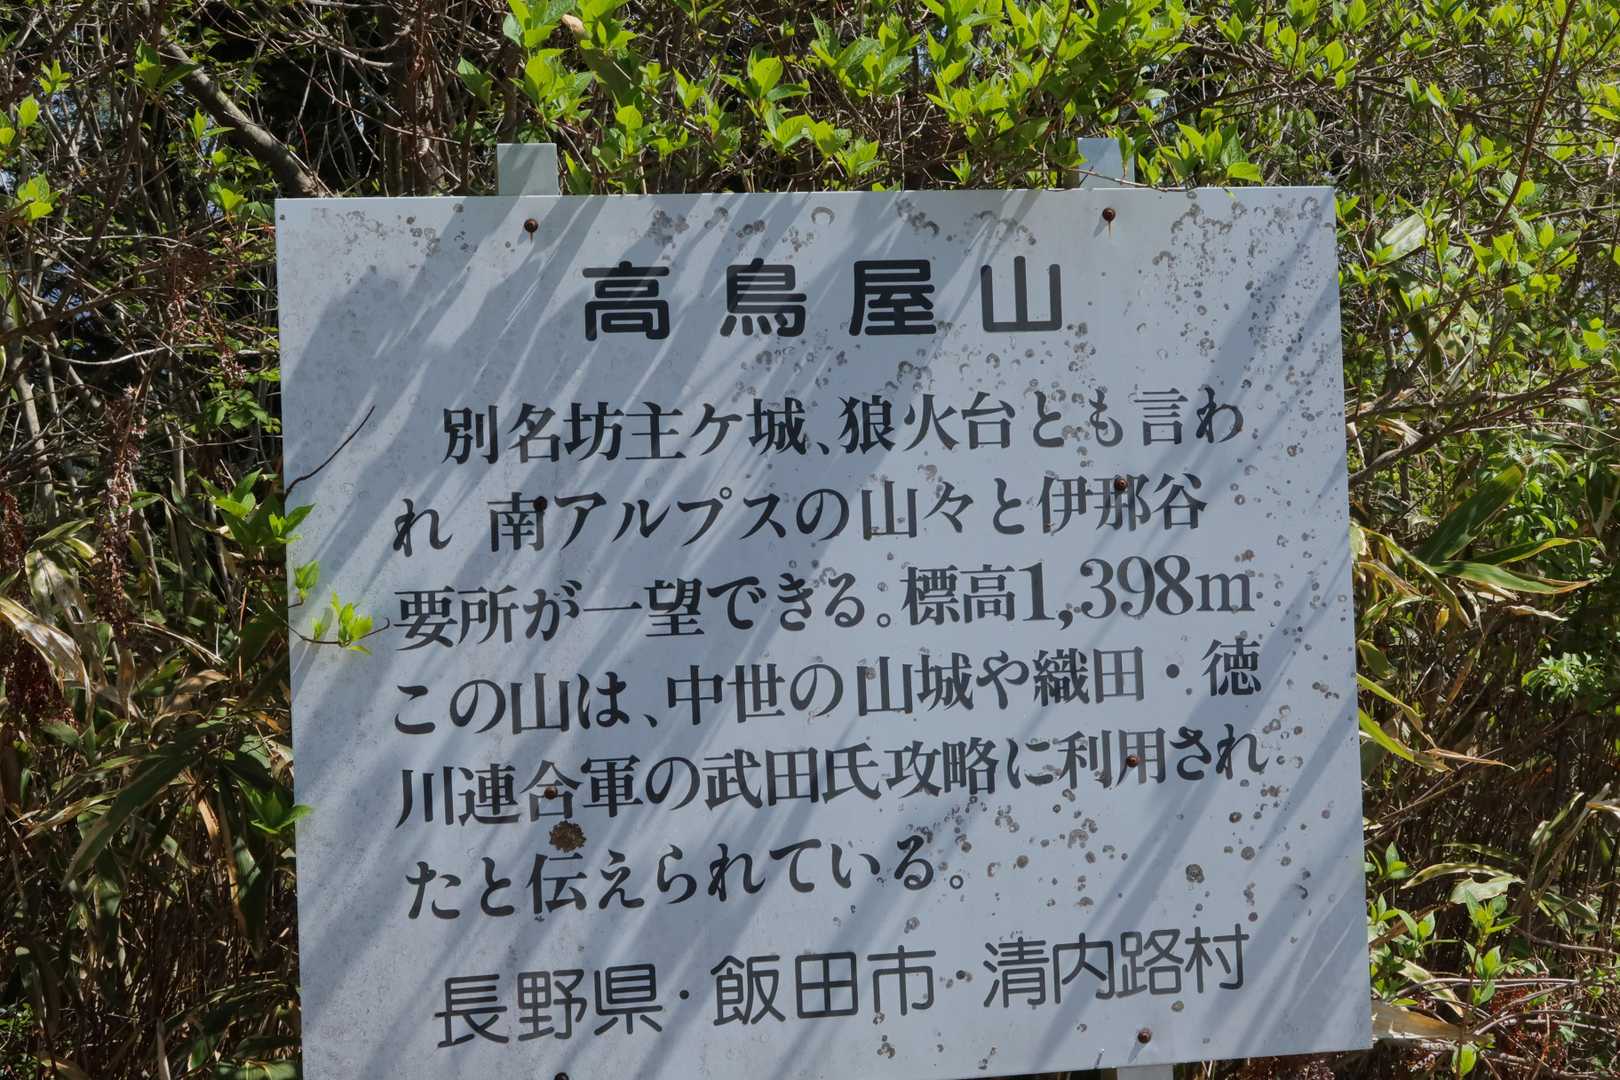 高鳥屋山
別名坊主ケ城、狼火台とも言わ
れ 南アルプスの山々と伊那谷
要所が一望できる。標高1,398m
この山は、中世の山城や織田・徳
川連合軍の武田氏攻略に利用され
たと伝えられている。
長野県・飯田市・清内路村